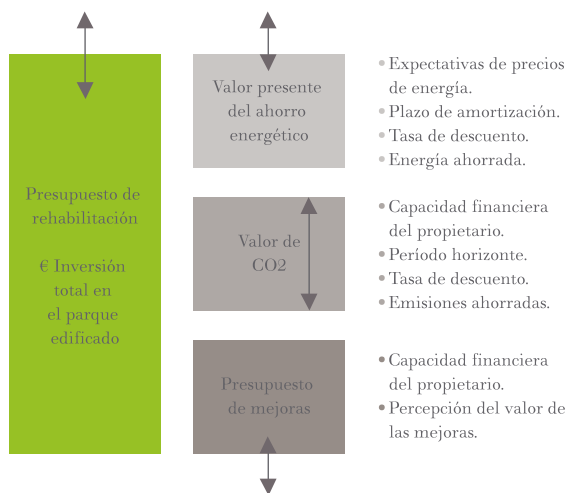 Presupuesto de
rehabilitación
€ Inversión
total en
el parque
edificado
Valor presente
del ahorro
energético
• Expectativas de precios
de energía.
• Plazo de amortización.
• Tasa de descuento.
• Energía ahorrada.
Valor de
CO2
• Capacidad financiera
del propietario.
• Período horizonte.
• Tasa de descuento.
• Emisiones ahorradas.
Presupuesto
de mejoras
• Capacidad financiera
del propietario.
• Percepción del valor de
las mejoras.